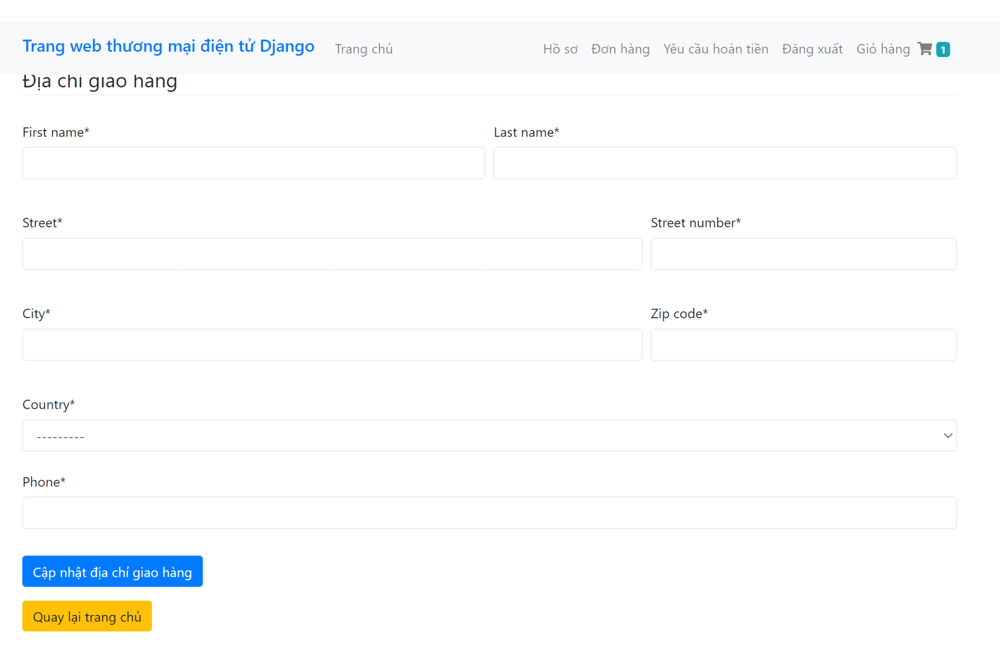 Trang web thương mại điện tử Django Trang chủ Hồ sơ Đơn hàng Yêu cầu hoàn tiền Đăng xuất Giỏ hàng 1
Địa chỉ giao hàng
First name* Last name*
Street* Street number*
City* Zip code*
Country*
---------
Phone*
Cập nhật địa chỉ giao hàng
Quay lại trang chủ